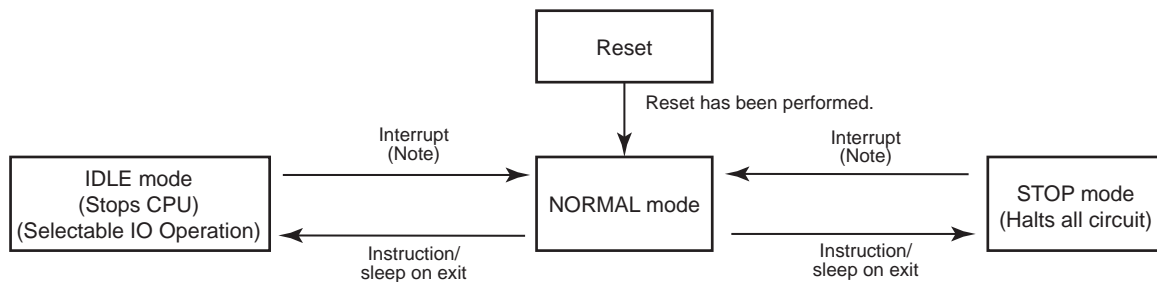 Reset
Reset has been performed.
Interrupt
(Note)
Interrupt
(Note)
IDLE mode
(Stops CPU)
(Selectable IO Operation)
NORMAL mode
STOP mode
(Halts all circuit)
Instruction/
sleep on exit
Instruction/
sleep on exit